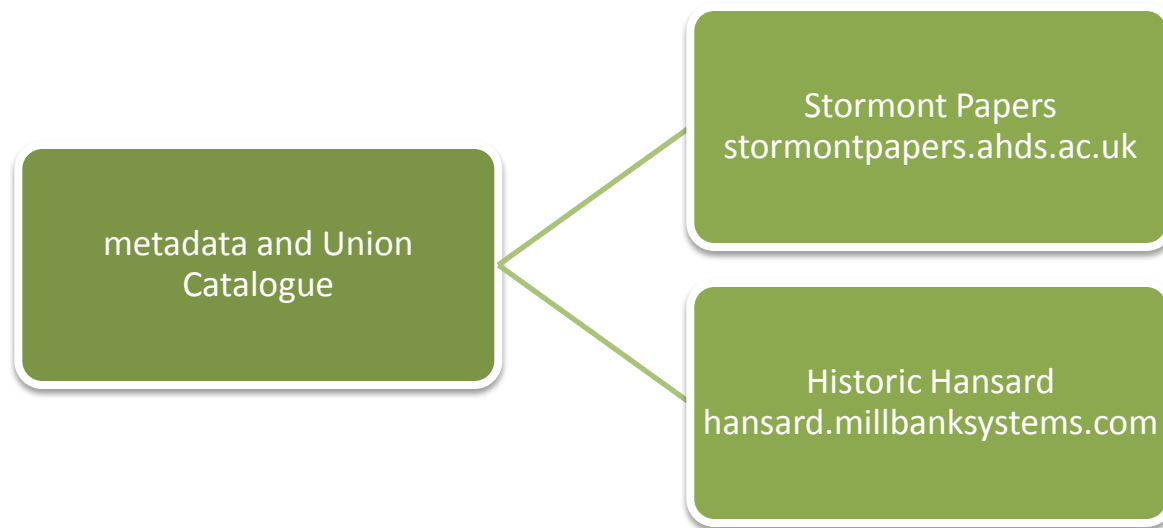 metadata and Union
Catalogue
Stormont Papers
stormontpapers.ahds.ac.uk
Historic Hansard
hansard.millbanksystems.com